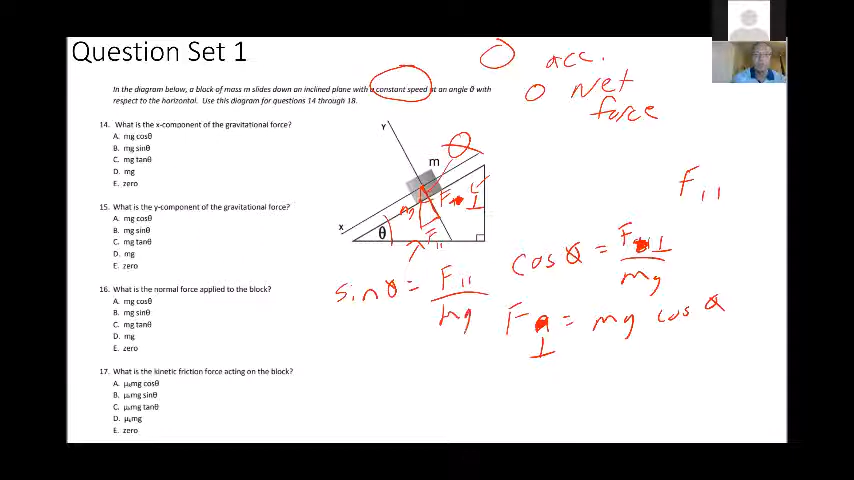 Question Set 1
In the diagram below, a block of mass m slides down an inclined plane with a constant speed at an angle θ with
respect to the horizontal. Use this diagram for questions 14 through 18.
14. What is the x-component of the gravitational force?
A. mg cosθ
B. mg sinθ
C. mg tanθ
D. mg
E. zero
15. What is the y-component of the gravitational force?
A. mg cosθ
B. mg sinθ
C. mg tanθ
D. mg
E. zero
16. What is the normal force applied to the block?
A. mg cosθ
B. mg sinθ
C. mg tanθ
D. mg
E. zero
17. What is the kinetic friction force acting on the block?
A. μₖmg cosθ
B. μₖmg sinθ
C. μₖmg tanθ
D. μₖmg
E. zero
Y
m
x
θ
θ
mg
F ⊥
F||
0 acc.
0 Net
force
F||
sinθ = F|| / mg
cosθ = F⊥ / mg
F⊥ = mg cosθ